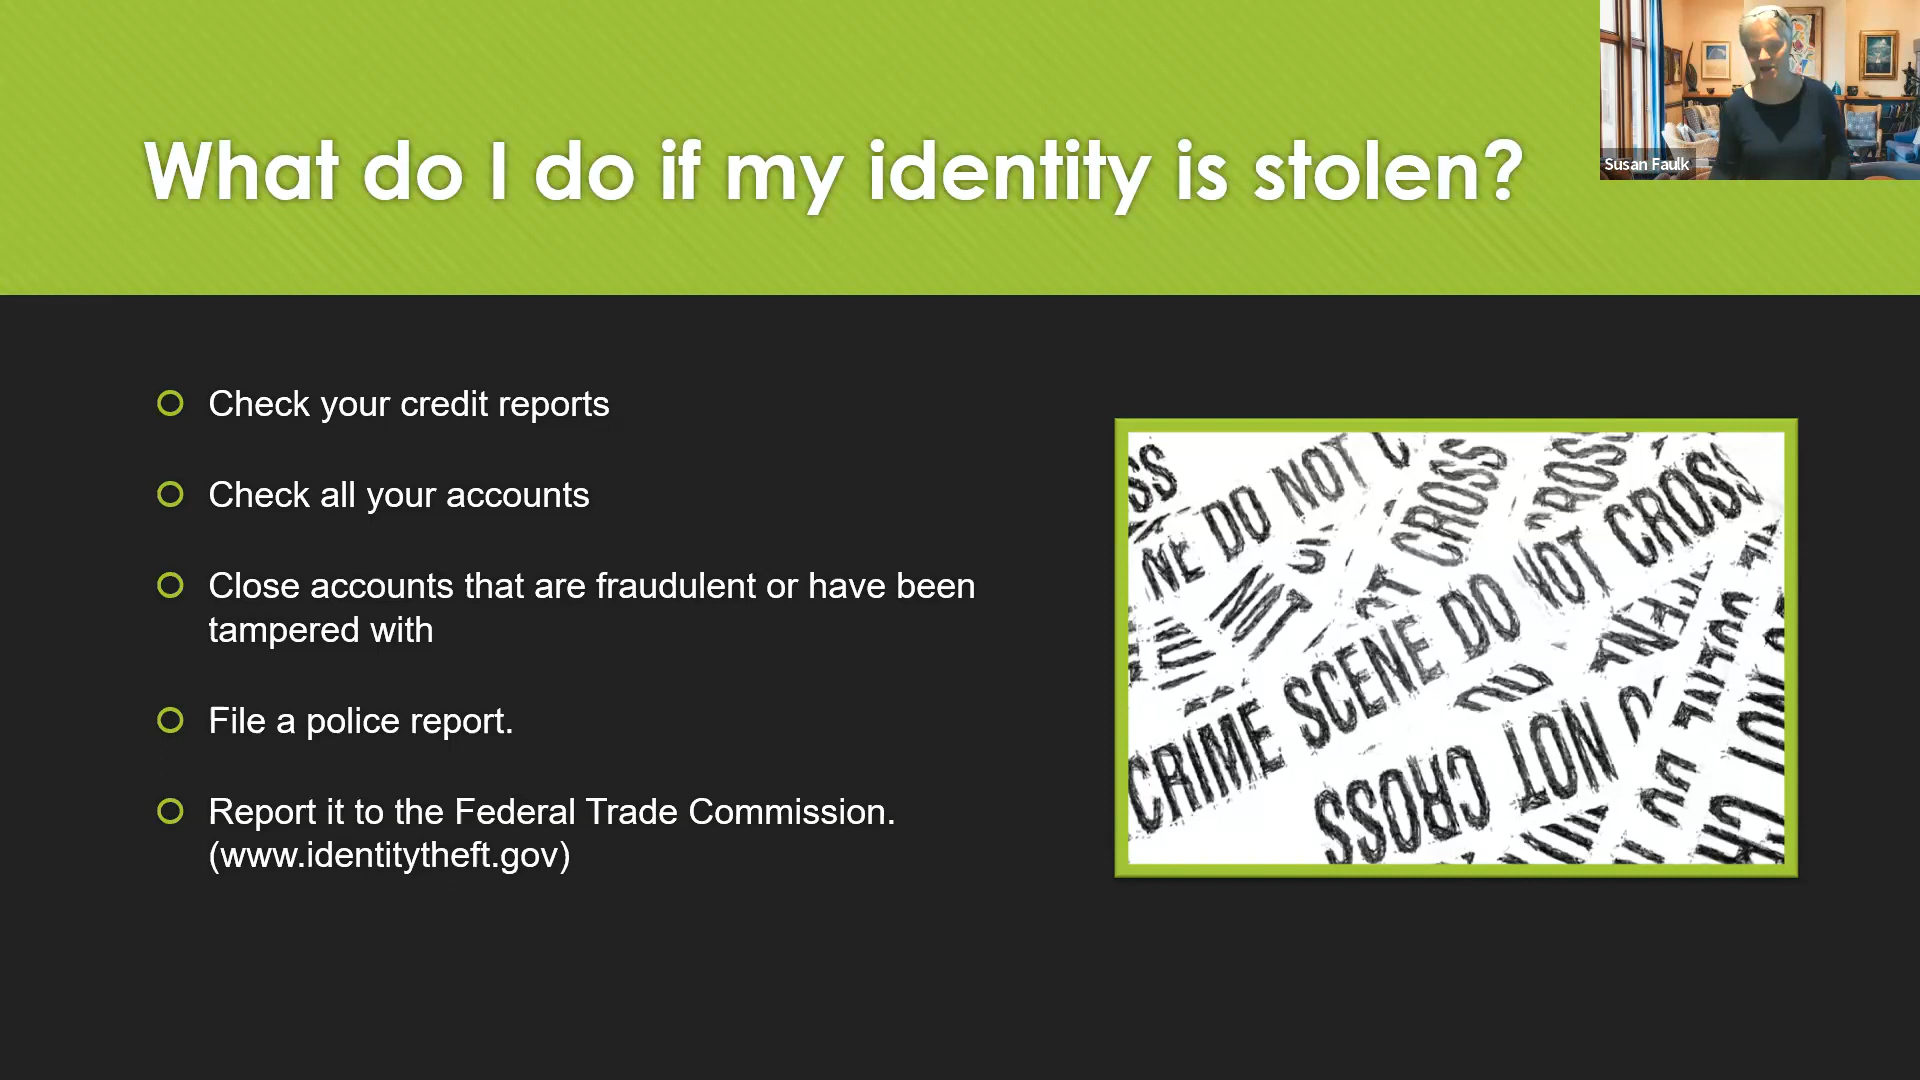 What do I do if my identity is stolen?
Susan Faulk
Check your credit reports
Check all your accounts
Close accounts that are fraudulent or have been
tampered with
File a police report.
Report it to the Federal Trade Commission.
(www.identitytheft.gov)
SS
NE DO NOT C
CROSS
CROSS
NOT
CRIME SCENE DO NOT CROSS
NOT CROSS